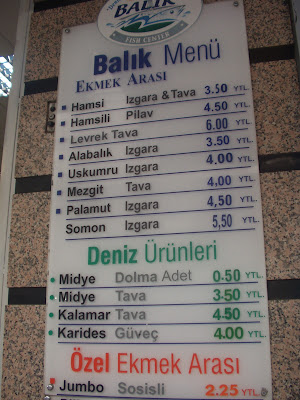 BALIK
FISH CENTER
Balık Menü
EKMEK ARASI
Hamsi Izgara & Tava 3.50 YTL.
Hamsili Pilav 4.50 YTL.
Levrek Tava 6.00 YTL.
Alabalık Izgara 3.50 YTL.
Uskumru Izgara 4,00 YTL.
Mezgit Tava 4,00 YTL.
Palamut Izgara 4,50 YTL.
Somon Izgara 5,50 YTL.
Deniz Ürünleri
Midye Dolma Adet 0.50 YTL.
Midye Tava 3.50 YTL.
Kalamar Tava 4.50 YTL.
Karides Güveç 4.00 YTL.
Özel Ekmek Arası
Jumbo Sosisli 2.25 YTL.